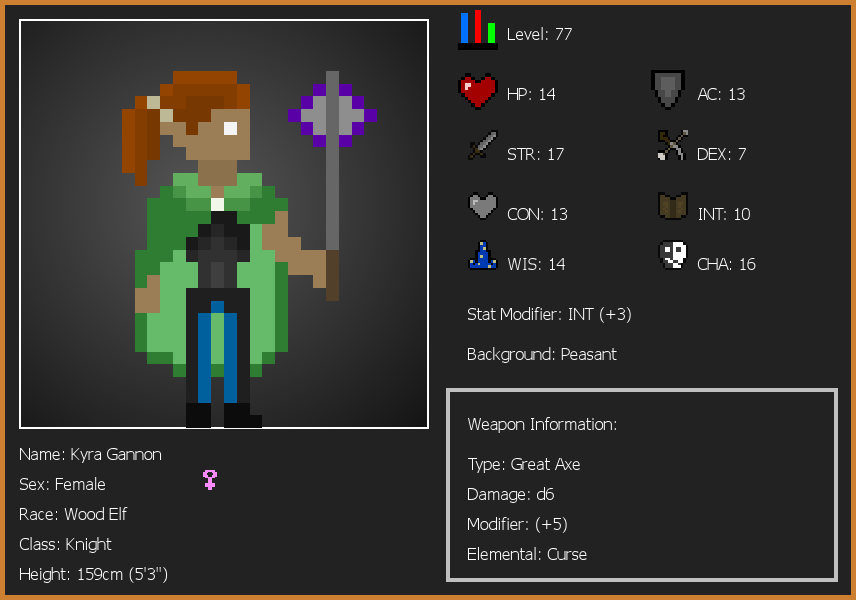 Level: 77
HP: 14
AC: 13
STR: 17
DEX: 7
CON: 13
INT: 10
WIS: 14
CHA: 16
Stat Modifier: INT (+3)
Background: Peasant
Weapon Information:
Type: Great Axe
Damage: d6
Modifier: (+5)
Elemental: Curse
Name: Kyra Gannon
Sex: Female
Race: Wood Elf
Class: Knight
Height: 159cm (5'3")